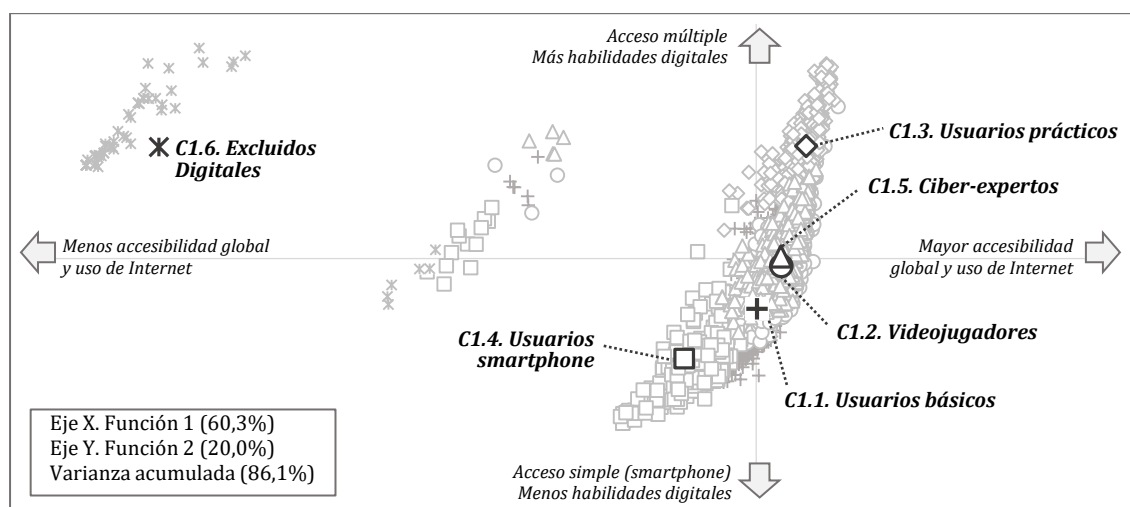 Acceso múltiple
Más habilidades digitales
C1.3. Usuarios prácticos
C1.6. Excluidos
Digitales
C1.5. Ciber-expertos
Menos accesibilidad global
y uso de Internet
Mayor accesibilidad
global y uso de Internet
C1.4. Usuarios
smartphone
C1.2. Videojugadores
C1.1. Usuarios básicos
Eje X. Función 1 (60,3%)
Eje Y. Función 2 (20,0%)
Varianza acumulada (86,1%)
Acceso simple (smartphone)
Menos habilidades digitales